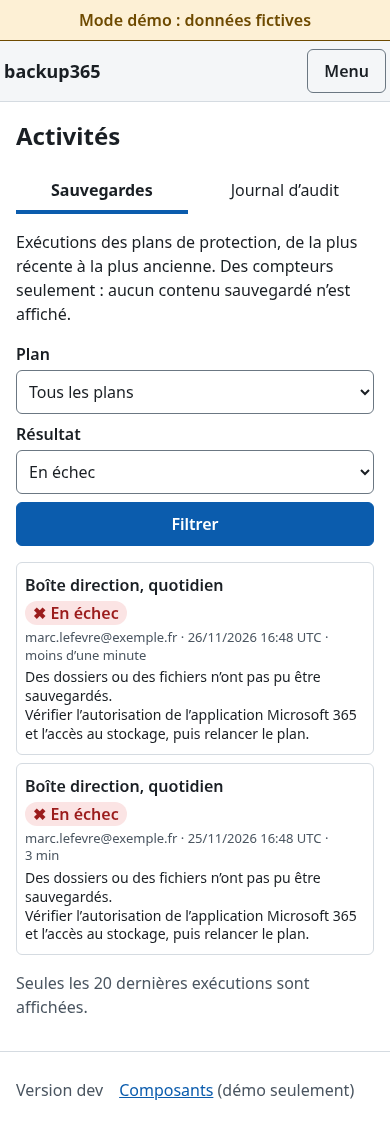 Mode démo : données fictives
backup365
Menu
Activités
Sauvegardes
Journal d’audit
Exécutions des plans de protection, de la plus
récente à la plus ancienne. Des compteurs
seulement : aucun contenu sauvegardé n’est
affiché.
Plan
Tous les plans
Résultat
En échec
Filtrer
Boîte direction, quotidien
✖ En échec
marc.lefevre@exemple.fr · 26/11/2026 16:48 UTC ·
moins d’une minute
Des dossiers ou des fichiers n’ont pas pu être
sauvegardés.
Vérifier l’autorisation de l’application Microsoft 365
et l’accès au stockage, puis relancer le plan.
Boîte direction, quotidien
✖ En échec
marc.lefevre@exemple.fr · 25/11/2026 16:48 UTC ·
3 min
Des dossiers ou des fichiers n’ont pas pu être
sauvegardés.
Vérifier l’autorisation de l’application Microsoft 365
et l’accès au stockage, puis relancer le plan.
Seules les 20 dernières exécutions sont
affichées.
Version dev Composants (démo seulement)